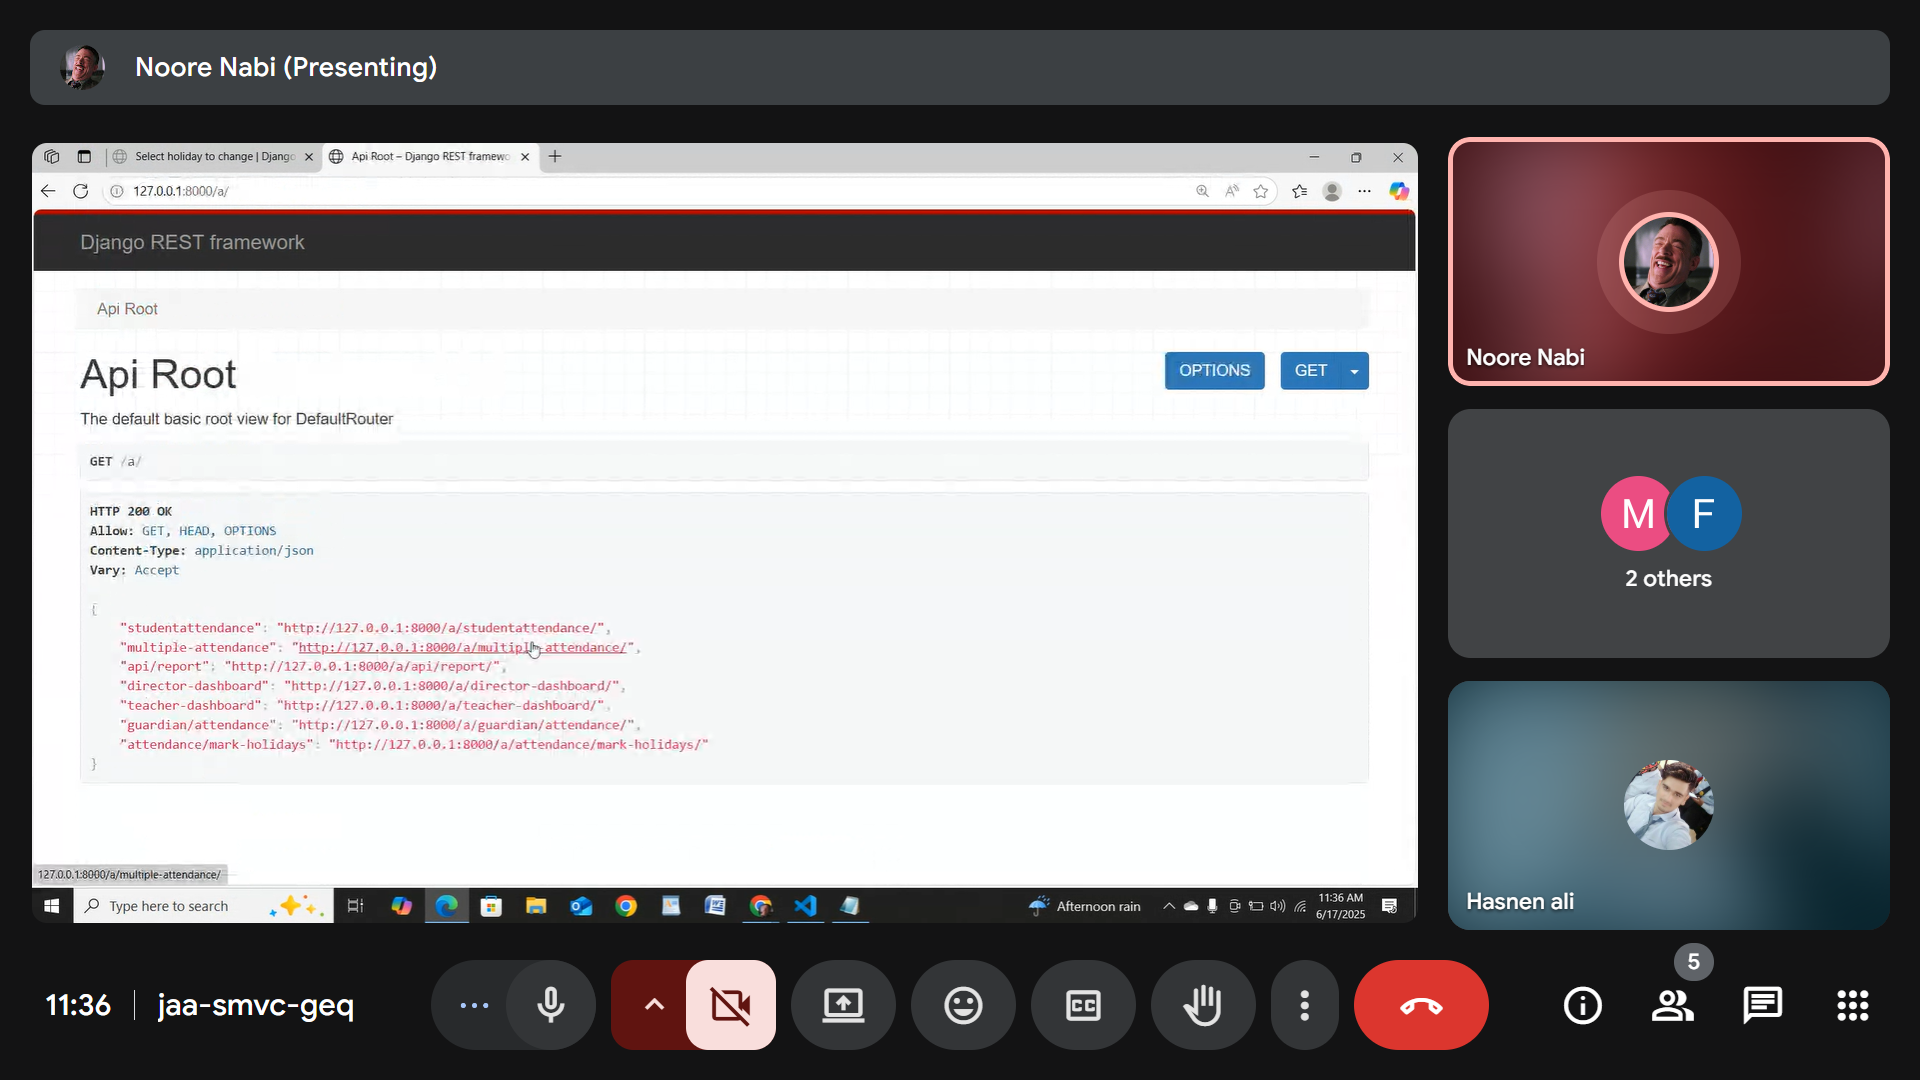 Noore Nabi (Presenting)
Select holiday to change | Django
Api Root – Django REST framewo
127.0.0.1:8000/a/
Django REST framework
Api Root
Api Root
OPTIONS
GET
The default basic root view for DefaultRouter
GET /a/
HTTP 200 OK
Allow: GET, HEAD, OPTIONS
Content-Type: application/json
Vary: Accept
{
"studentattendance": "http://127.0.0.1:8000/a/studentattendance/",
"multiple-attendance": "http://127.0.0.1:8000/a/multiple-attendance/",
"api/report": "http://127.0.0.1:8000/a/api/report/",
"director-dashboard": "http://127.0.0.1:8000/a/director-dashboard/",
"teacher-dashboard": "http://127.0.0.1:8000/a/teacher-dashboard/",
"guardian/attendance": "http://127.0.0.1:8000/a/guardian/attendance/",
"attendance/mark-holidays": "http://127.0.0.1:8000/a/attendance/mark-holidays/"
}
127.0.0.1:8000/a/multiple-attendance/
Type here to search
Afternoon rain
11:36 AM
6/17/2025
Noore Nabi
M F
2 others
Hasnen ali
11:36
jaa-smvc-geq
CC
5